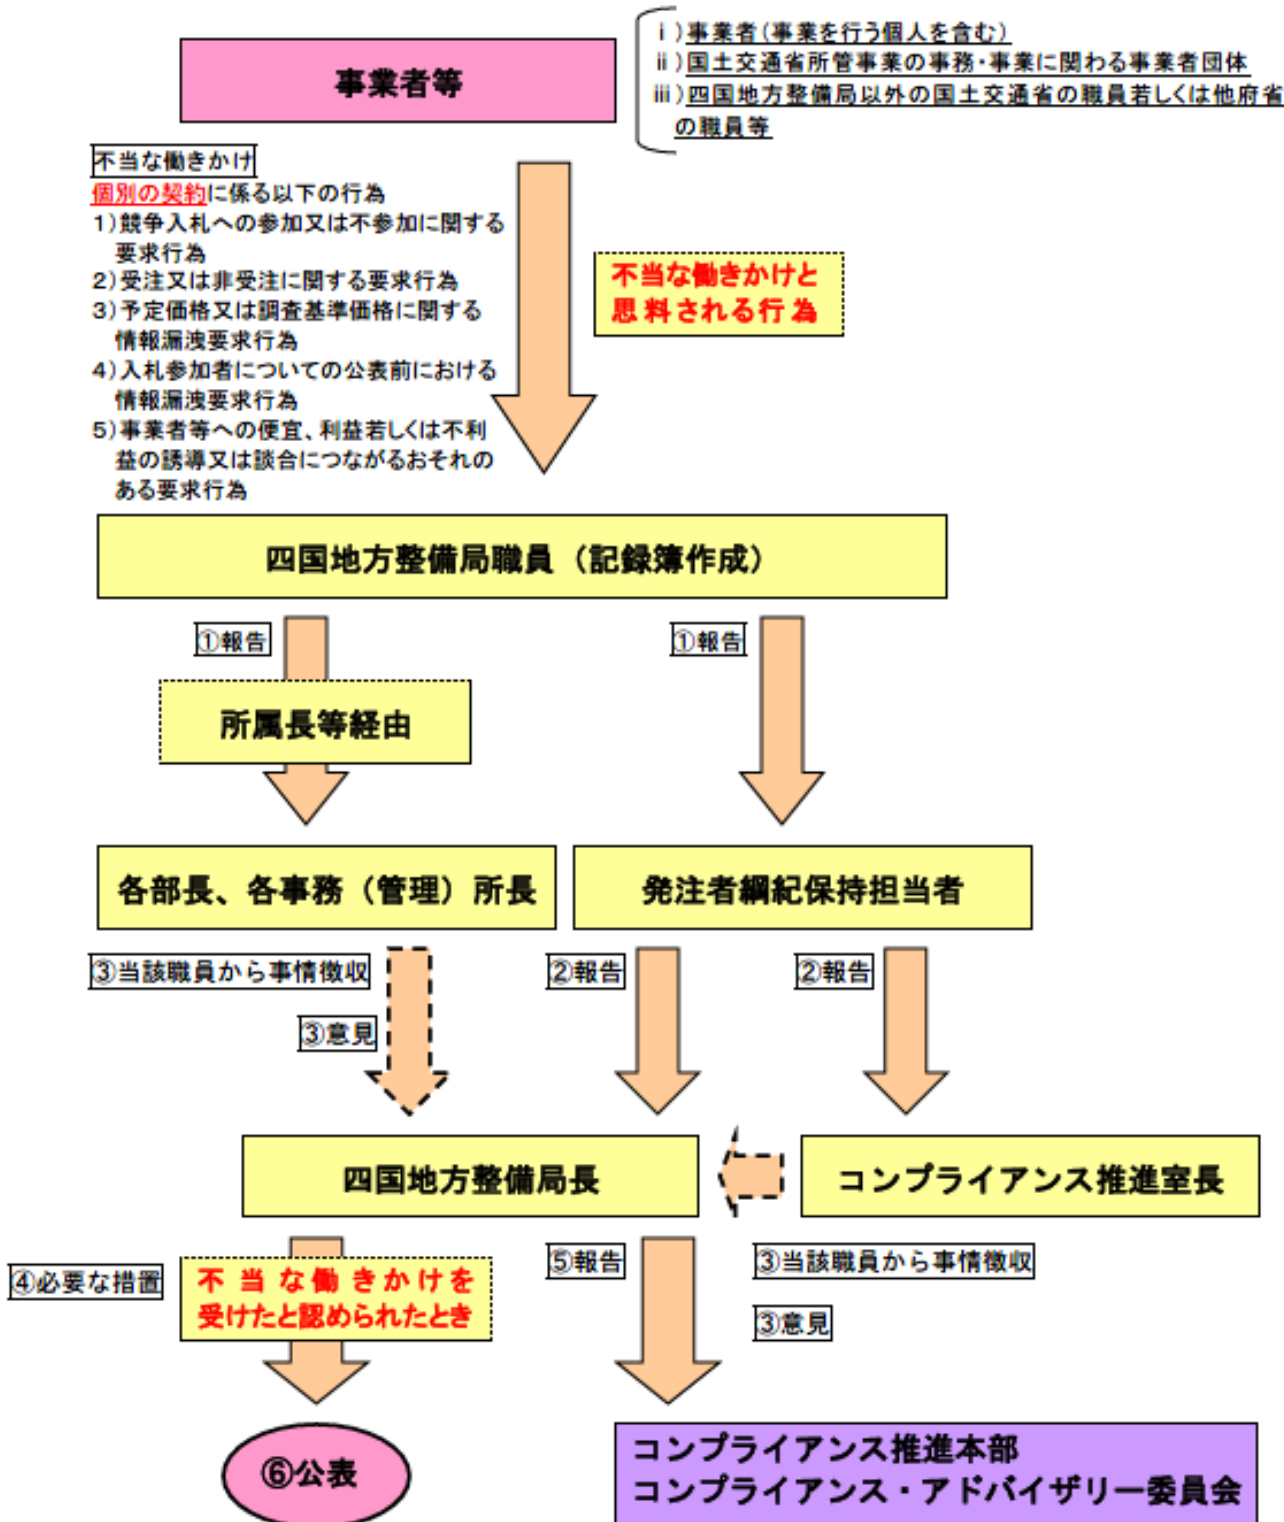 事業者等
ⅰ)事業者(事業を行う個人を含む)
ⅱ)国土交通省所管事業の事務・事業に関わる事業者団体
ⅲ)四国地方整備局以外の国土交通省の職員若しくは他府省
の職員等
不当な働きかけ
個別の契約に係る以下の行為
1)競争入札への参加又は不参加に関する
要求行為
2)受注又は非受注に関する要求行為
3)予定価格又は調査基準価格に関する
情報漏洩要求行為
4)入札参加者についての公表前における
情報漏洩要求行為
5)事業者等への便宜、利益若しくは不利
益の誘導又は談合につながるおそれの
ある要求行為
不当な働きかけと
思料される行為
四国地方整備局職員（記録簿作成）
①報告
①報告
所属長等経由
各部長、各事務（管理）所長
発注者綱紀保持担当者
③当該職員から事情徴収
②報告
②報告
③意見
四国地方整備局長
コンプライアンス推進室長
④必要な措置
不当な働きかけを
受けたと認められたとき
⑤報告
③当該職員から事情徴収
③意見
⑥公表
コンプライアンス推進本部
コンプライアンス・アドバイザリー委員会